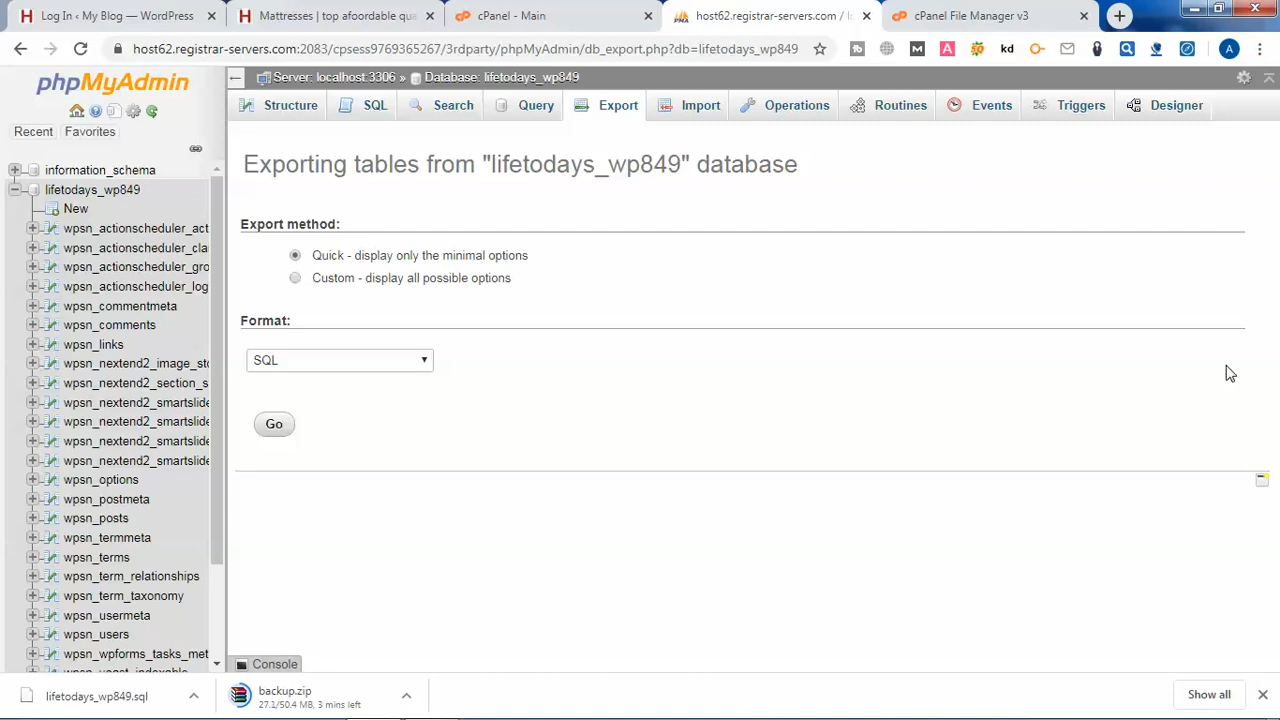 Log In ‹ My Blog — WordPress
Mattresses | top afoordable qua
cPanel - Main
host62.registrar-servers.com / lo
cPanel File Manager v3
host62.registrar-servers.com:2083/cpsess9769365267/3rdparty/phpMyAdmin/db_export.php?db=lifetodays_wp849
phpMyAdmin
Recent
Favorites
information_schema
lifetodays_wp849
New
wpsn_actionscheduler_act
wpsn_actionscheduler_cla
wpsn_actionscheduler_gro
wpsn_actionscheduler_log
wpsn_commentmeta
wpsn_comments
wpsn_links
wpsn_nextend2_image_sto
wpsn_nextend2_section_s
wpsn_nextend2_smartslide
wpsn_nextend2_smartslide
wpsn_nextend2_smartslide
wpsn_nextend2_smartslide
wpsn_options
wpsn_postmeta
wpsn_posts
wpsn_termmeta
wpsn_terms
wpsn_term_relationships
wpsn_term_taxonomy
wpsn_usermeta
wpsn_users
wpsn_wpforms_tasks_met
wpsn_yoast_indexable
Server: localhost:3306 » Database: lifetodays_wp849
Structure
SQL
Search
Query
Export
Import
Operations
Routines
Events
Triggers
Designer
Exporting tables from "lifetodays_wp849" database
Export method:
Quick - display only the minimal options
Custom - display all possible options
Format:
SQL
Go
Console
lifetodays_wp849.sql
backup.zip
27.1/50.4 MB, 3 mins left
Show all